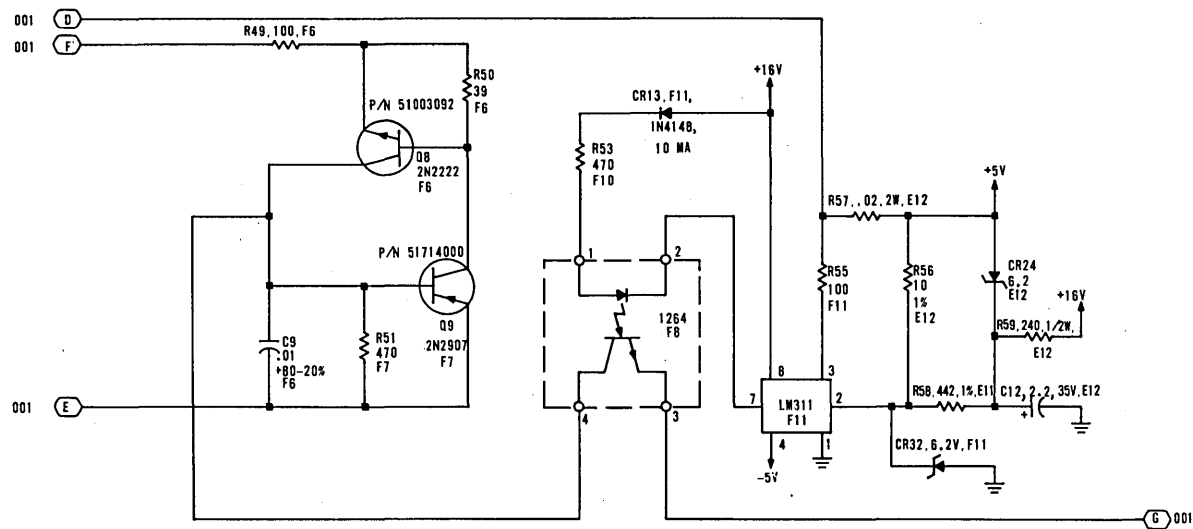 001 D
001 F
R49,100,F6
R50
39
F6
P/N 51003092
Q8
2N2222
F6
P/N 51714000
Q9
2N2907
F7
C9
.01
+80-20%
F6
R51
470
F7
001 E
+16V
CR13,F11,
1N4148,
10 MA
R53
470
F10
1
2
1264
F8
4
3
R57,.02,2W,E12
+5V
R55
100
F11
R56
10
1%
E12
CR24
6.2
E12
+16V
R59,240,1/2W,
E12
8
3
7
LM311
F11
2
R58,442,1%,E11
C12,2.2,35V,E12
+
4
1
-5V
CR32,6.2V,F11
G 001